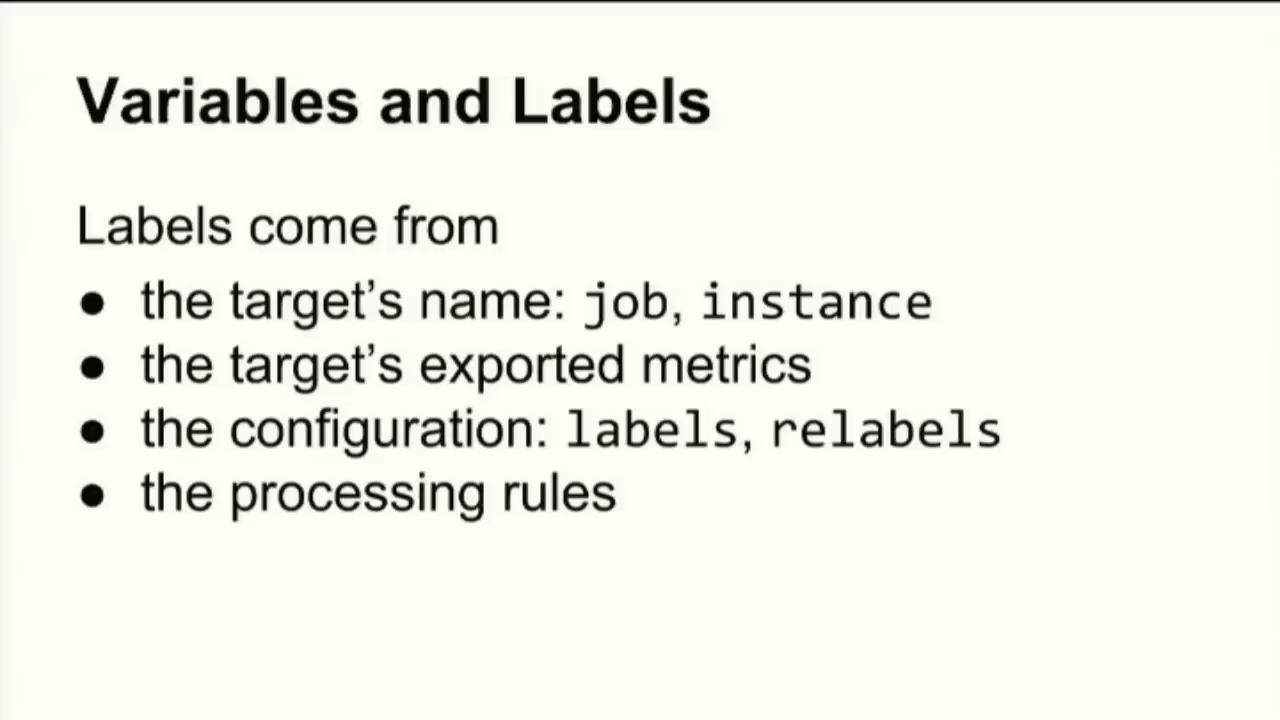 Variables and Labels
Labels come from
● the target’s name: job, instance
● the target’s exported metrics
● the configuration: labels, relabels
● the processing rules